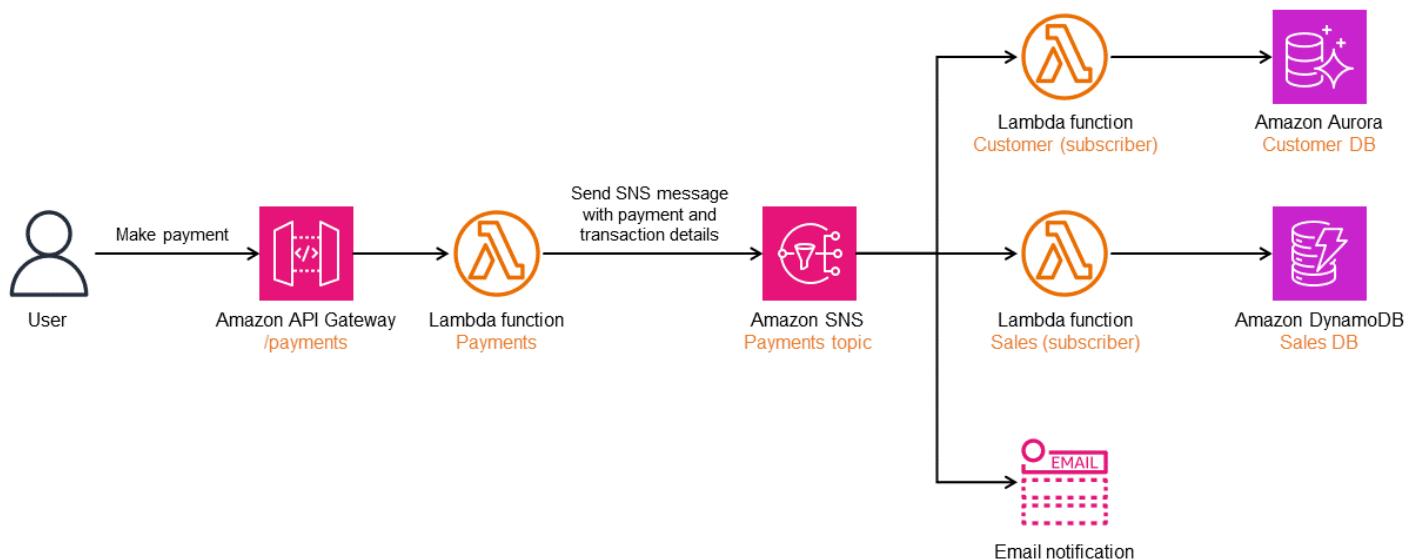 Lambda function
Customer (subscriber)
Amazon Aurora
Customer DB
Make payment
Send SNS message
with payment and
transaction details
</>
User
Amazon API Gateway
/payments
Lambda function
Payments
Amazon SNS
Payments topic
Lambda function
Sales (subscriber)
Amazon DynamoDB
Sales DB
EMAIL
Email notification